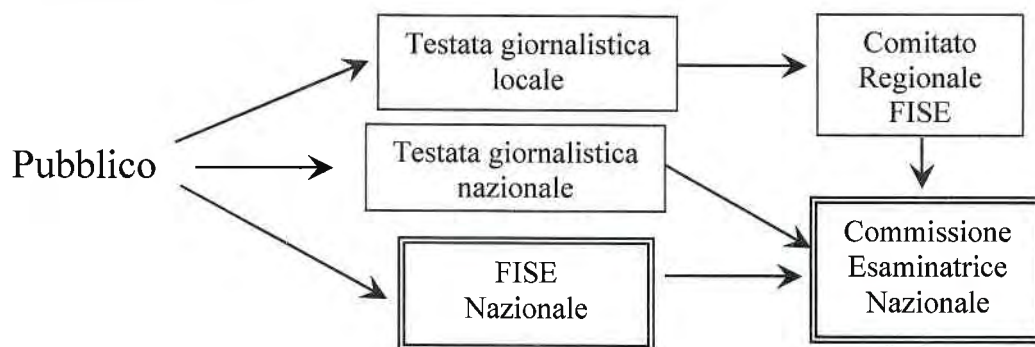 Testata giornalistica
locale
Comitato
Regionale
FISE
Pubblico
Testata giornalistica
nazionale
FISE
Nazionale
Commissione
Esaminatrice
Nazionale